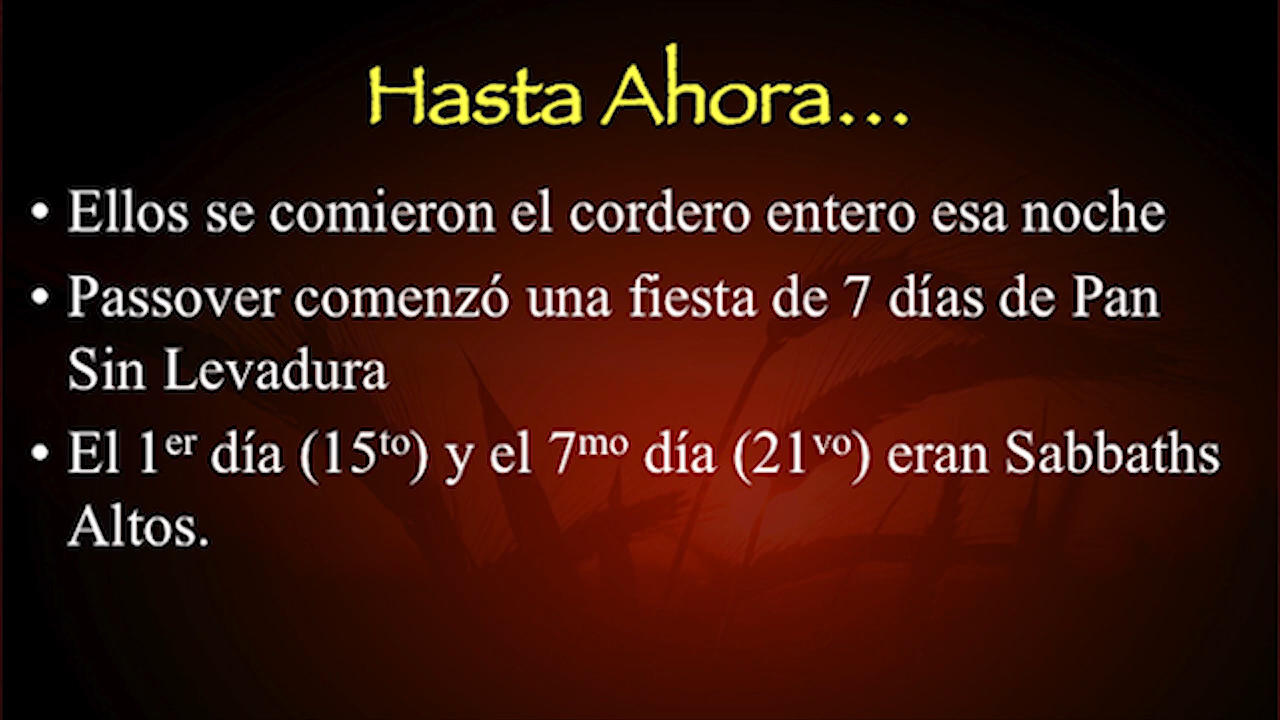 Hasta Ahora...
• Ellos se comieron el cordero entero esa noche
• Passover comenzó una fiesta de 7 días de Pan
Sin Levadura
• El 1er día (15to) y el 7mo día (21vo) eran Sabbaths
Altos.